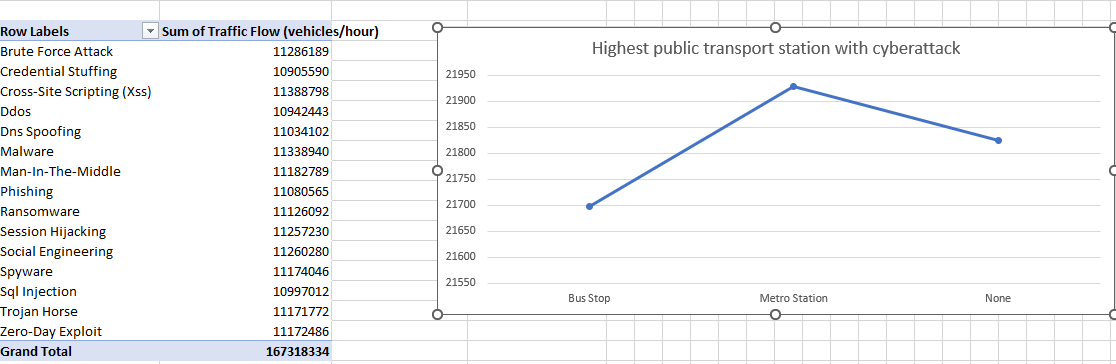 Row Labels Sum of Traffic Flow (vehicles/hour)
Brute Force Attack 11286189
Credential Stuffing 10905590
Cross-Site Scripting (Xss) 11388798
Ddos 10942443
Dns Spoofing 11034102
Malware 11338940
Man-In-The-Middle 11182789
Phishing 11080565
Ransomware 11126092
Session Hijacking 11257230
Social Engineering 11260280
Spyware 11174046
Sql Injection 10997012
Trojan Horse 11171772
Zero-Day Exploit 11172486
Grand Total 167318334
Highest public transport station with cyberattack
21950
21900
21850
21800
21750
21700
21650
21600
21550
Bus Stop Metro Station None